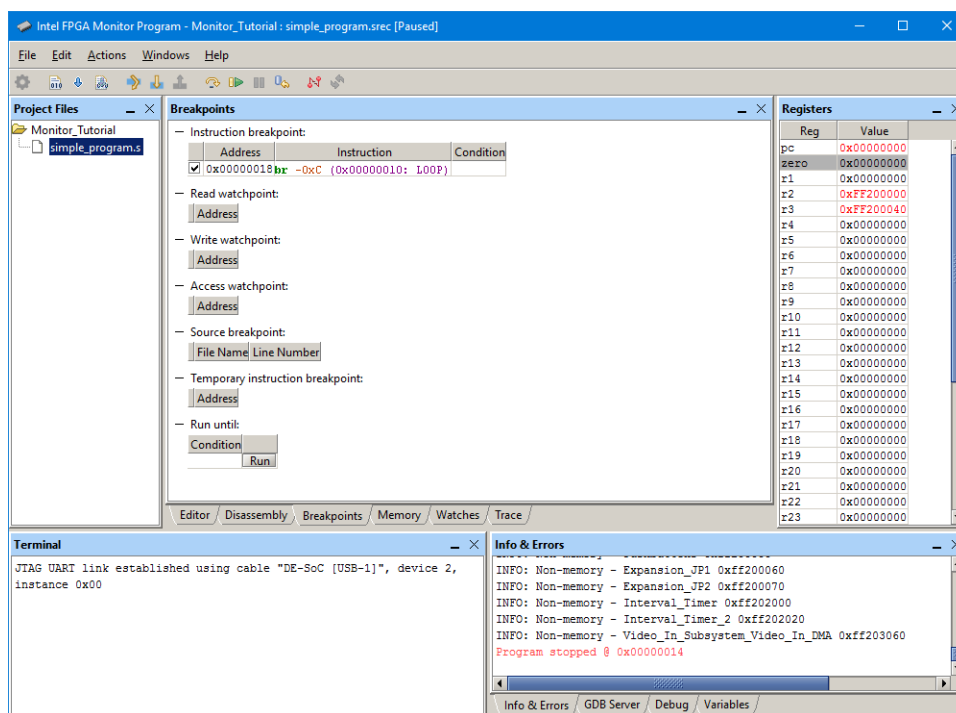 Intel FPGA Monitor Program - Monitor_Tutorial : simple_program.srec [Paused]
File Edit Actions Windows Help
Project Files
Monitor_Tutorial
simple_program.s
Breakpoints
Instruction breakpoint:
Address Instruction Condition
0x00000018 br -0xC (0x00000010: LOOP)
Read watchpoint:
Address
Write watchpoint:
Address
Access watchpoint:
Address
Source breakpoint:
File Name Line Number
Temporary instruction breakpoint:
Address
Run until:
Condition
Run
Editor Disassembly Breakpoints Memory Watches Trace
Registers
Reg Value
pc 0x00000000
zero 0x00000000
r1 0x00000000
r2 0xFF200000
r3 0xFF200040
r4 0x00000000
r5 0x00000000
r6 0x00000000
r7 0x00000000
r8 0x00000000
r9 0x00000000
r10 0x00000000
r11 0x00000000
r12 0x00000000
r13 0x00000000
r14 0x00000000
r15 0x00000000
r16 0x00000000
r17 0x00000000
r18 0x00000000
r19 0x00000000
r20 0x00000000
r21 0x00000000
r22 0x00000000
r23 0x00000000
Terminal
JTAG UART link established using cable "DE-SoC [USB-1]", device 2,
instance 0x00
Info & Errors
INFO: Non-memory - Expansion_JP1 0xff200060
INFO: Non-memory - Expansion_JP2 0xff200070
INFO: Non-memory - Interval_Timer 0xff202000
INFO: Non-memory - Interval_Timer_2 0xff202020
INFO: Non-memory - Video_In_Subsystem_Video_In_DMA 0xff203060
Program stopped @ 0x00000014
Info & Errors GDB Server Debug Variables